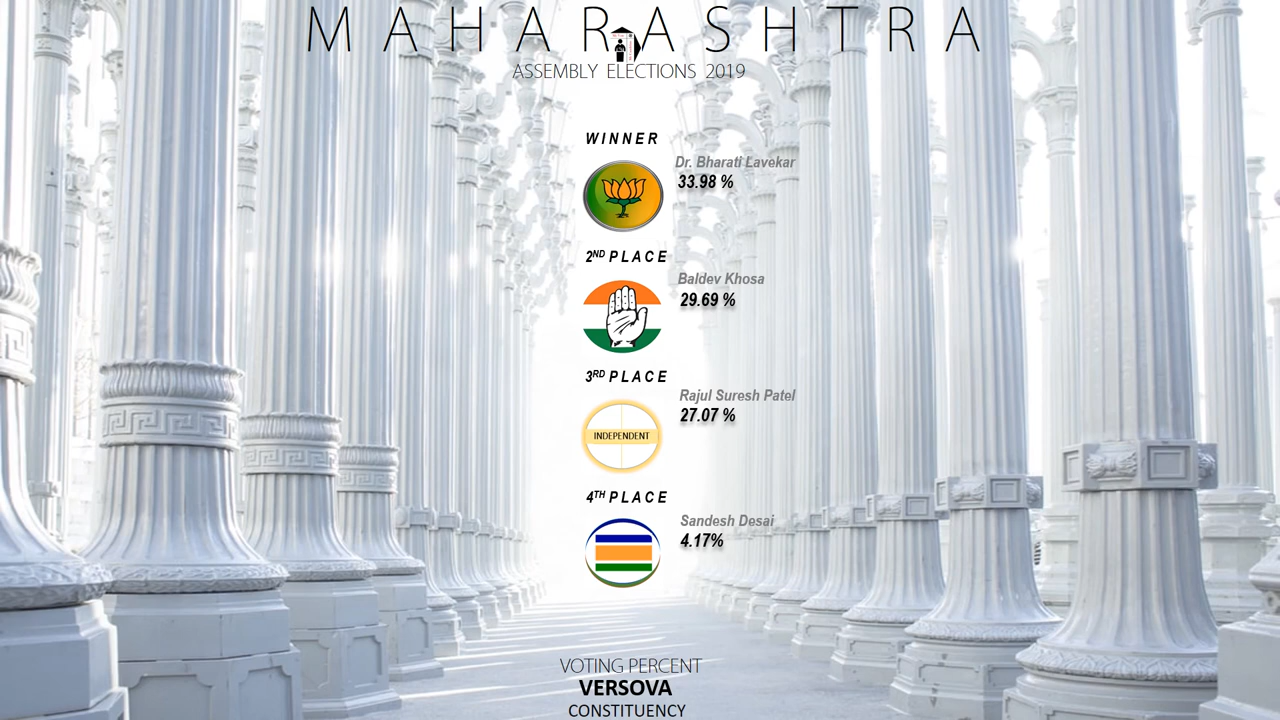 MAHARASHTRA
ASSEMBLY ELECTIONS 2019
WINNER
Dr. Bharati Lavekar
33.98 %
2ND PLACE
Baldev Khosa
29.69 %
3RD PLACE
Rajul Suresh Patel
27.07 %
INDEPENDENT
4TH PLACE
Sandesh Desai
4.17%
VOTING PERCENT
VERSOVA
CONSTITUENCY